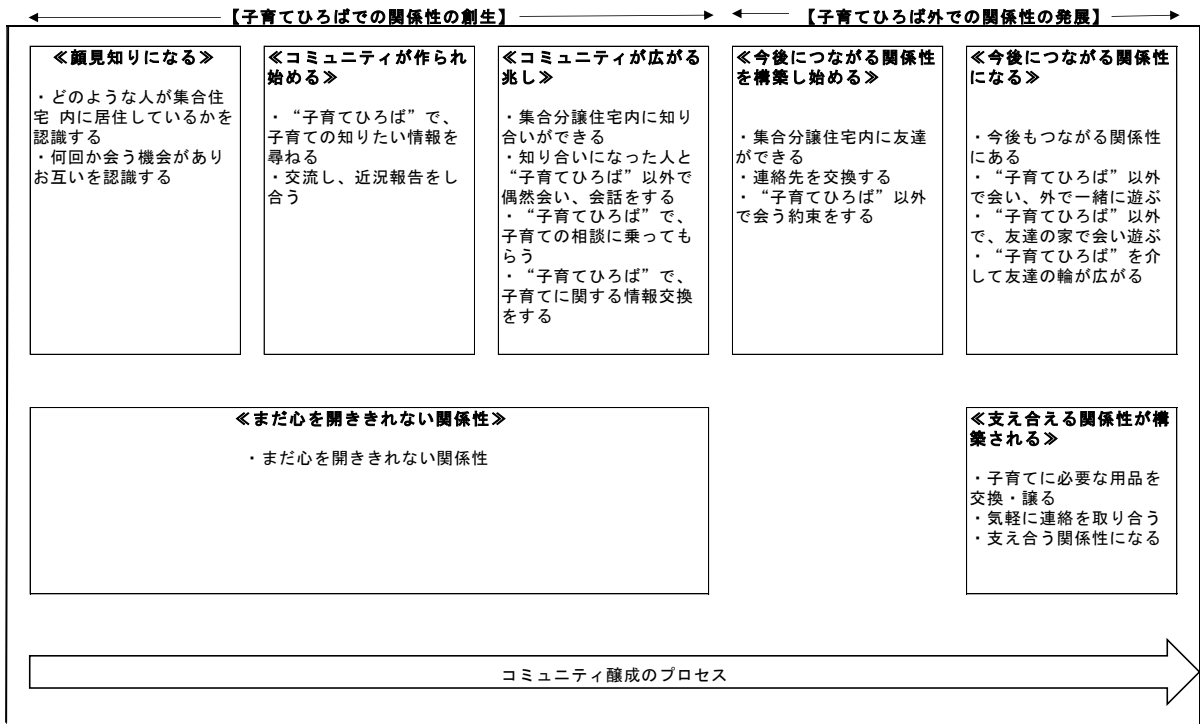 【子育てひろばでの関係性の創生】
【子育てひろば外での関係性の発展】
≪顔見知りになる≫
・どのような人が集合住
宅 内に居住しているかを
認識する
・何回か会う機会があり
お互いを認識する
≪コミュニティが作られ
始める≫
・“子育てひろば”で、
子育ての知りたい情報を
尋ねる
・交流し、近況報告をし
合う
≪コミュニティが広がる
兆し≫
・集合分譲住宅内に知り
合いができる
・知り合いになった人と
“子育てひろば”以外で
偶然会い、会話をする
・“子育てひろば”で、
子育ての相談に乗っても
らう
・“子育てひろば”で、
子育てに関する情報交換
をする
≪今後につながる関係性
を構築し始める≫
・集合分譲住宅内に友達
ができる
・連絡先を交換する
・“子育てひろば”以外
で会う約束をする
≪今後につながる関係性
になる≫
・今後もつながる関係性
にある
・“子育てひろば”以外
で会い、外で一緒に遊ぶ
・“子育てひろば”以外
で、友達の家で会い遊ぶ
・“子育てひろば”を介
して友達の輪が広がる
≪まだ心を開ききれない関係性≫
・まだ心を開ききれない関係性
≪支え合える関係性が構
築される≫
・子育てに必要な用品を
交換・譲る
・気軽に連絡を取り合う
・支え合う関係性になる
コミュニティ醸成のプロセス